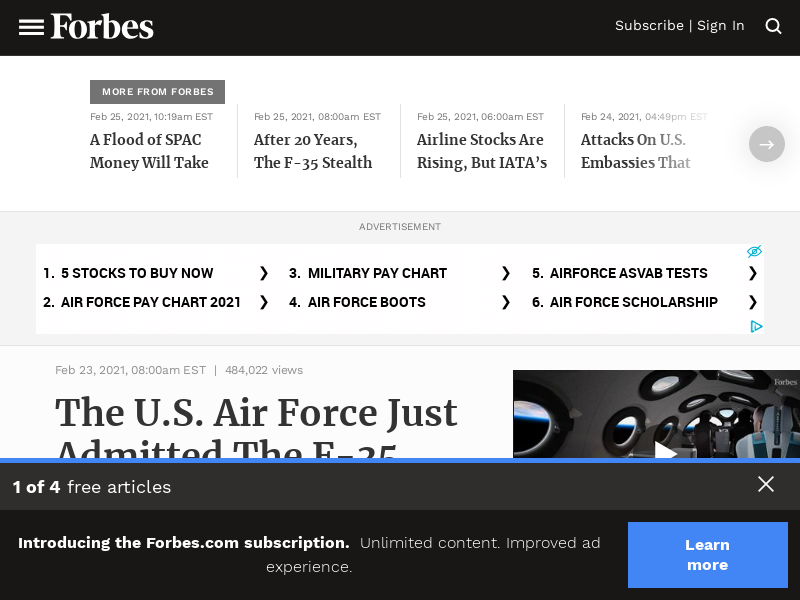 Forbes
Subscribe | Sign In
MORE FROM FORBES
Feb 25, 2021, 10:19am EST
A Flood of SPAC
Money Will Take
Feb 25, 2021, 08:00am EST
After 20 Years,
The F-35 Stealth
Feb 25, 2021, 06:00am EST
Airline Stocks Are
Rising, But IATA's
Feb 24, 2021, 04:49pm EST
Attacks On U.S.
Embassies That
ADVERTISEMENT
1. 5 STOCKS TO BUY NOW
2. AIR FORCE PAY CHART 2021
3. MILITARY PAY CHART
4. AIR FORCE BOOTS
5. AIRFORCE ASVAB TESTS
6. AIR FORCE SCHOLARSHIP
Feb 23, 2021, 08:00am EST | 484,022 views
The U.S. Air Force Just
Admitted The F-35
Forbes
1 of 4 free articles
Introducing the Forbes.com subscription. Unlimited content. Improved ad
experience.
Learn
more